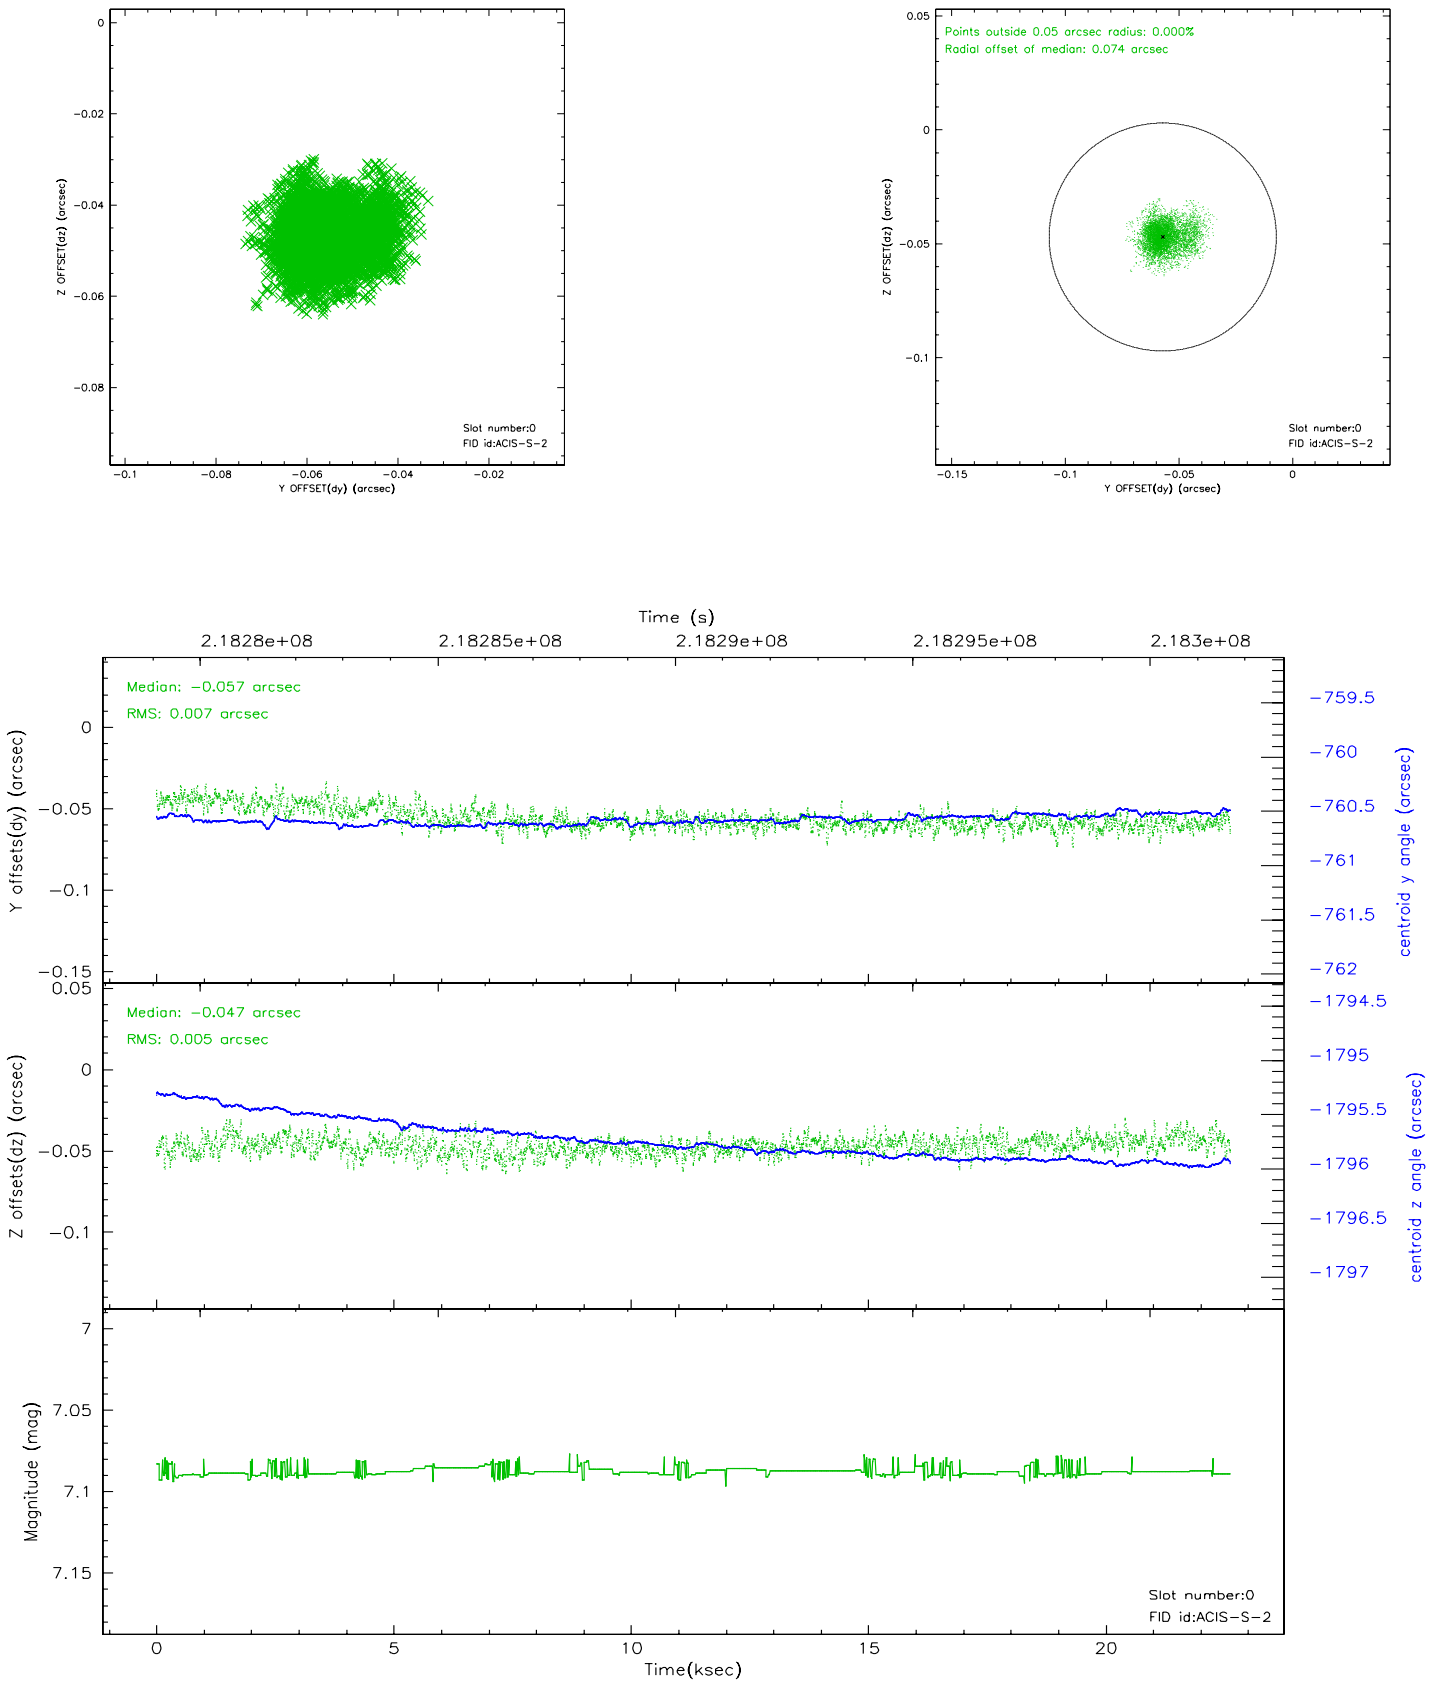 0
−0.02
−0.04
−0.06
−0.08
Z OFFSET(dz) (arcsec)
Slot number:0
FID id:ACIS−S−2
−0.1
−0.08
−0.06
−0.04
−0.02
Y OFFSET(dy) (arcsec)
0.05
0
−0.05
−0.1
Z OFFSET(dz) (arcsec)
Points outside 0.05 arcsec radius: 0.000%
Radial offset of median: 0.074 arcsec
Slot number:0
FID id:ACIS−S−2
−0.15
−0.1
−0.05
0
Y OFFSET(dy) (arcsec)
Time (s)
2.1828e+08
2.18285e+08
2.1829e+08
2.18295e+08
2.183e+08
Median: −0.057 arcsec
RMS: 0.007 arcsec
0
−0.05
−0.1
−0.15
Y offsets(dy) (arcsec)
−759.5
−760
−760.5
−761
−761.5
−762
centroid y angle (arcsec)
Median: −0.047 arcsec
RMS: 0.005 arcsec
0.05
0
−0.05
−0.1
Z offsets(dz) (arcsec)
−1794.5
−1795
−1795.5
−1796
−1796.5
−1797
centroid z angle (arcsec)
7
7.05
7.1
7.15
Magnitude (mag)
Slot number:0
FID id:ACIS−S−2
0
5
10
15
20
Time(ksec)